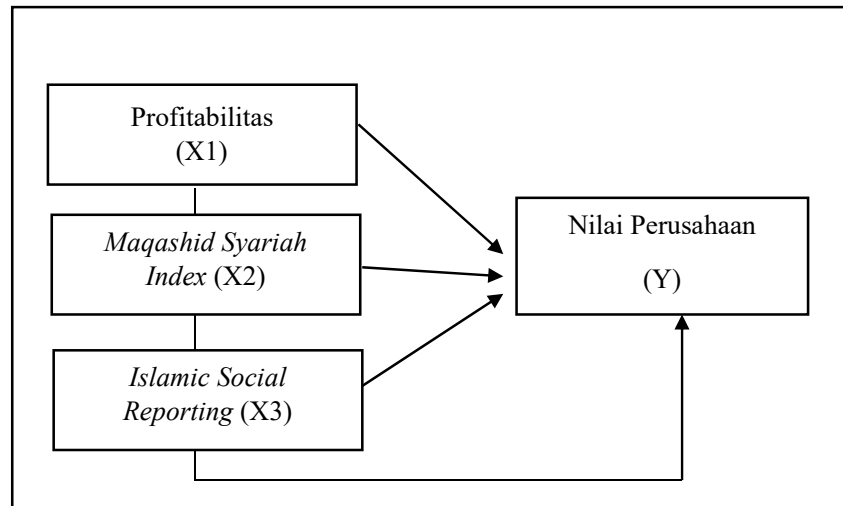 Profitabilitas
(X1)
Maqashid Syariah
Index (X2)
Islamic Social
Reporting (X3)
Nilai Perusahaan
(Y)